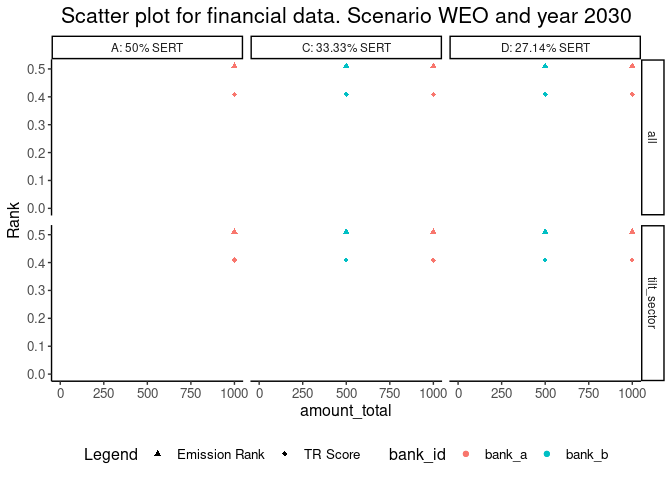 Scatter plot for financial data. Scenario WEO and year 2030
A: 50% SERT
C: 33.33% SERT
D: 27.14% SERT
0.5
0.4
0.3
0.2
0.1
0.0
all
Rank
0.5
0.4
0.3
0.2
0.1
0.0
tilt_sector
0 250 500 750 1000 0 250 500 750 1000 0 250 500 750 1000
amount_total
Legend Emission Rank TR Score bank_id bank_a bank_b